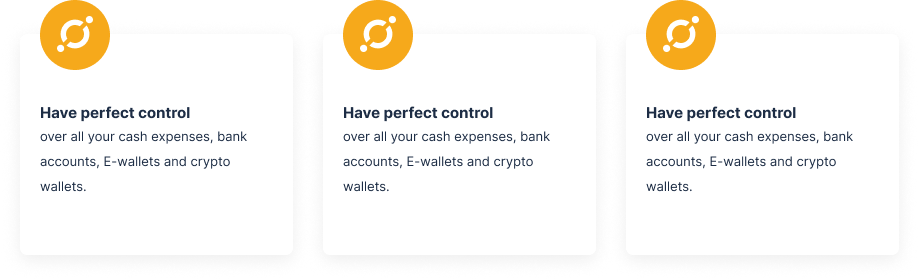 Have perfect control
over all your cash expenses, bank
accounts, E-wallets and crypto
wallets.
Have perfect control
over all your cash expenses, bank
accounts, E-wallets and crypto
wallets.
Have perfect control
over all your cash expenses, bank
accounts, E-wallets and crypto
wallets.